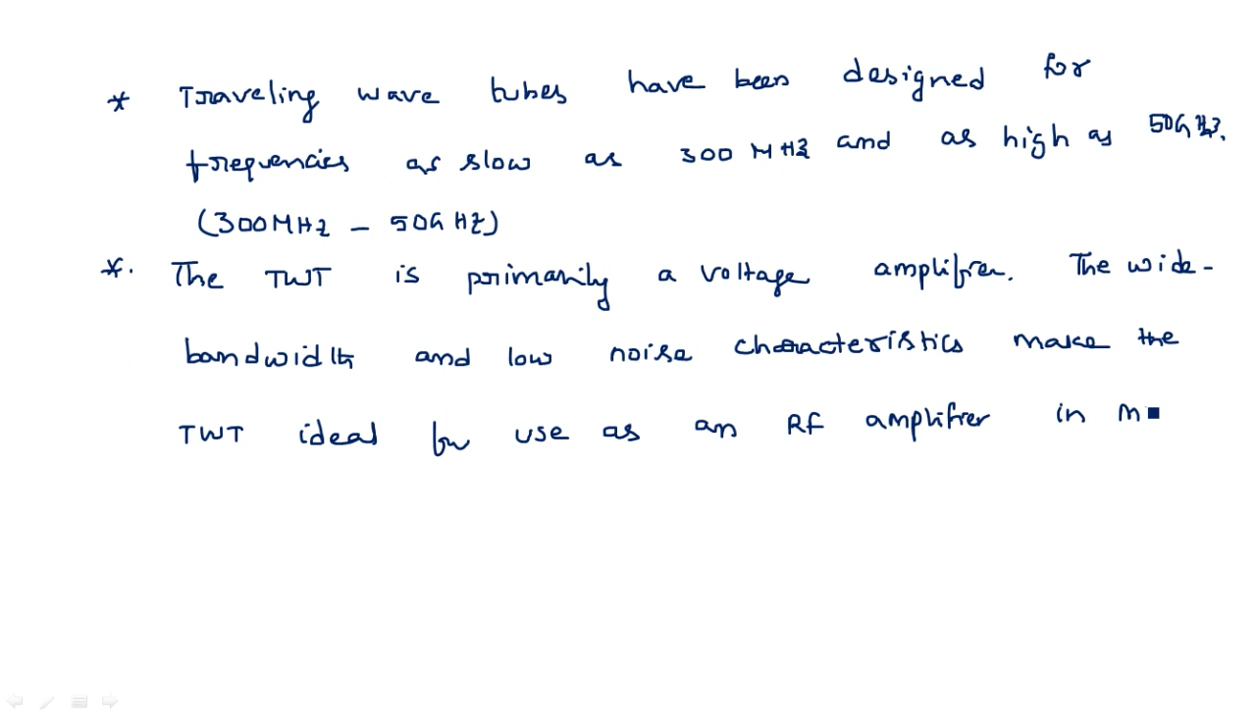 * Traveling wave tubes have been designed for
frequencies as slow as 300 MHz and as high as 50GHz.
(300MHz - 50GHz)
*. The TWT is primarily a voltage amplifier. The wide-
bandwidth and low noise characteristics make the
TWT ideal for use as an RF amplifier in m